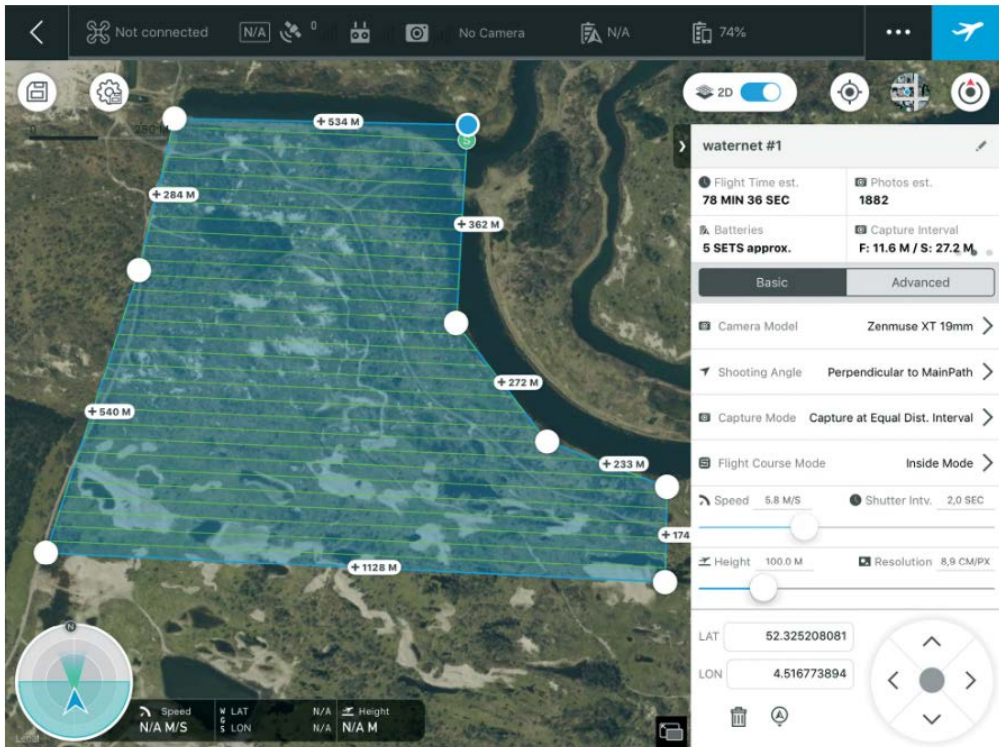 Not connected N/A 0 No Camera N/A 74%
2D
0 250 M
+ 534 M
S
+ 284 M
+ 362 M
+ 272 M
+ 540 M
+ 233 M
+ 174
+ 1128 M
waternet #1
Flight Time est. Photos est.
78 MIN 36 SEC 1882
Batteries Capture Interval
5 SETS approx. F: 11.6 M / S: 27.2 M
Basic Advanced
Camera Model Zenmuse XT 19mm
Shooting Angle Perpendicular to MainPath
Capture Mode Capture at Equal Dist. Interval
Flight Course Mode Inside Mode
Speed 5.8 M/S Shutter Intv. 2,0 SEC
Height 100.0 M Resolution 8,9 CM/PX
LAT 52.325208081
LON 4.516773894
N
Speed WGS LAT N/A Height
N/A M/S LON N/A N/A M
Legal